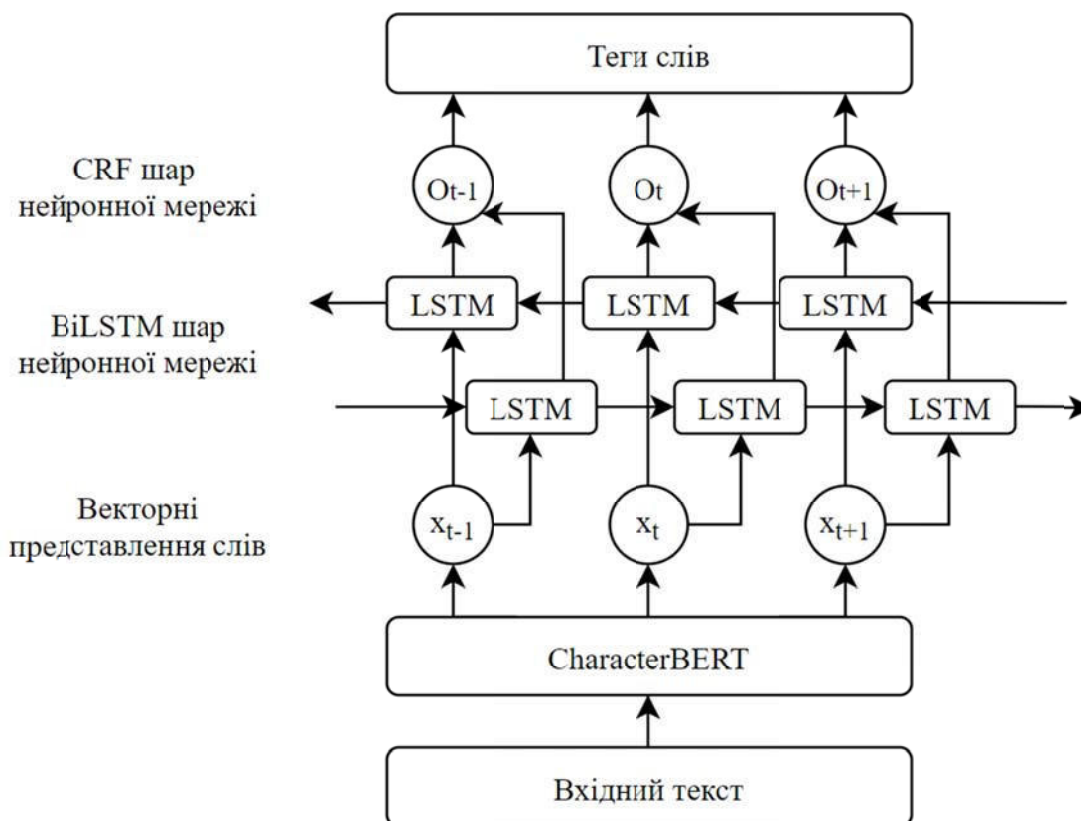 Теги слів
CRF шар
нейронної мережі
Ot-1
Ot
Ot+1
LSTM
LSTM
LSTM
BiLSTM шар
нейронної мережі
LSTM
LSTM
LSTM
Векторні
представлення слів
xt-1
xt
xt+1
CharacterBERT
Вхідний текст